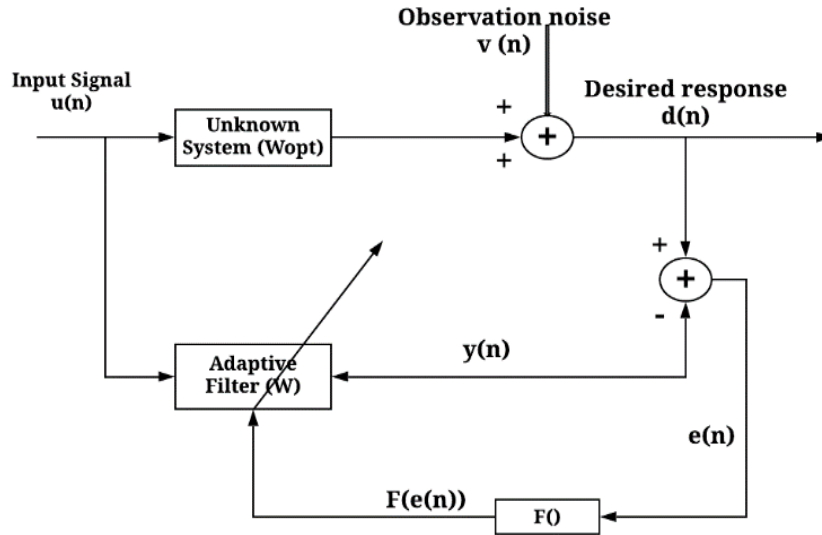 Observation noise
v (n)
Input Signal
u(n)
Desired response
d(n)
Unknown
System (Wopt)
+
+
+
+
+
-
Adaptive
Filter (W)
y(n)
e(n)
F(e(n))
F()